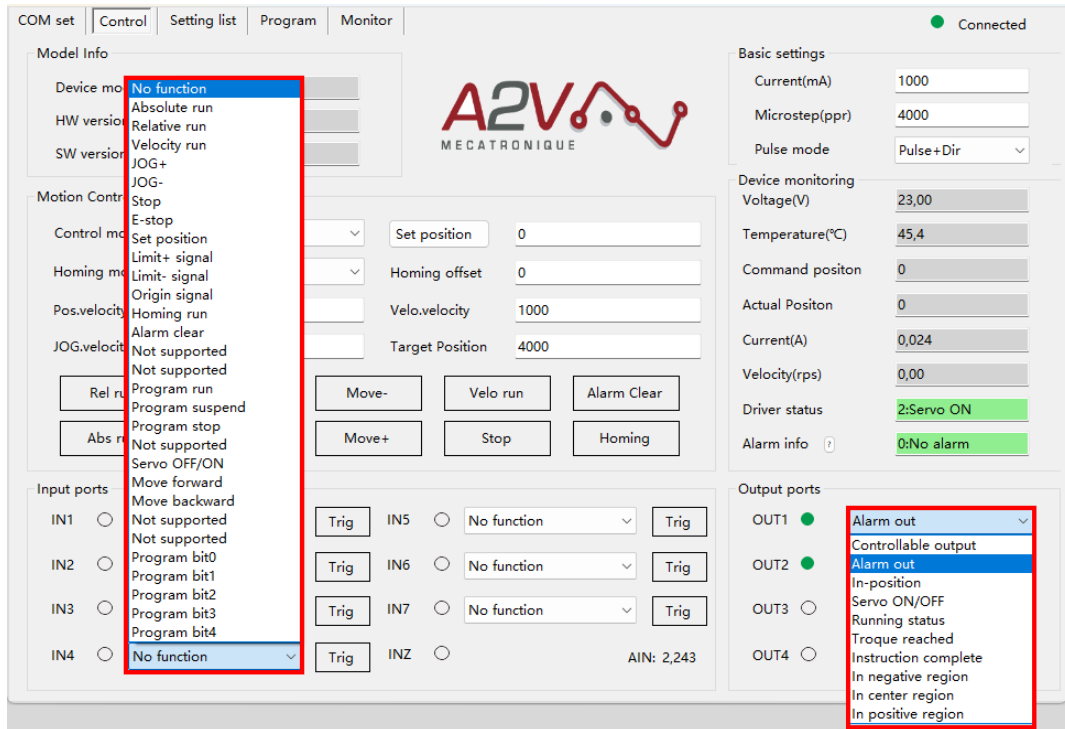 COM set Control Setting list Program Monitor Connected
Model Info
Device mo
HW version
SW version
No function
Absolute run
Relative run
Velocity run
JOG+
JOG-
Stop
E-stop
Set position
Limit+ signal
Limit- signal
Origin signal
Homing run
Alarm clear
Not supported
Not supported
Program run
Program suspend
Program stop
Not supported
Servo OFF/ON
Move forward
Move backward
Not supported
Not supported
Program bit0
Program bit1
Program bit2
Program bit3
Program bit4
A2V
MECATRONIQUE
Basic settings
Current(mA) 1000
Microstep(ppr) 4000
Pulse mode Pulse+Dir
Motion Contr
Control mo Set position 0
Homing mo Homing offset 0
Pos.velocity Velo.velocity 1000
JOG.velocit Target Position 4000
Rel ru Move- Velo run Alarm Clear
Abs r Move+ Stop Homing
Device monitoring
Voltage(V) 23,00
Temperature(℃) 45,4
Command positon 0
Actual Positon 0
Current(A) 0,024
Velocity(rps) 0,00
Driver status 2:Servo ON
Alarm info ? 0:No alarm
Input ports
IN1 Trig IN5 No function Trig
IN2 Trig IN6 No function Trig
IN3 Trig IN7 No function Trig
IN4 No function Trig INZ AIN: 2,243
Output ports
OUT1 Alarm out
OUT2
OUT3
OUT4
Controllable output
Alarm out
In-position
Servo ON/OFF
Running status
Troque reached
Instruction complete
In negative region
In center region
In positive region